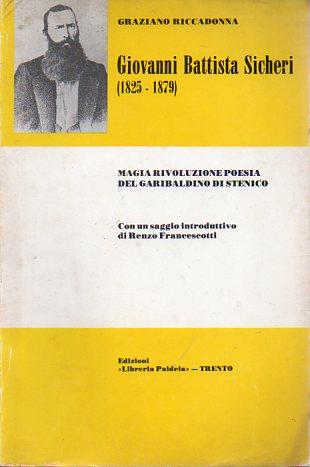 GRAZIANO RICCADONNA
Giovanni Battista Sicheri
(1825 - 1879)
MAGIA RIVOLUZIONE POESIA
DEL GARIBALDINO DI STENICO
Con un saggio introduttivo
di Renzo Francescotti
Edizioni
«Libreria Paideia» — TRENTO